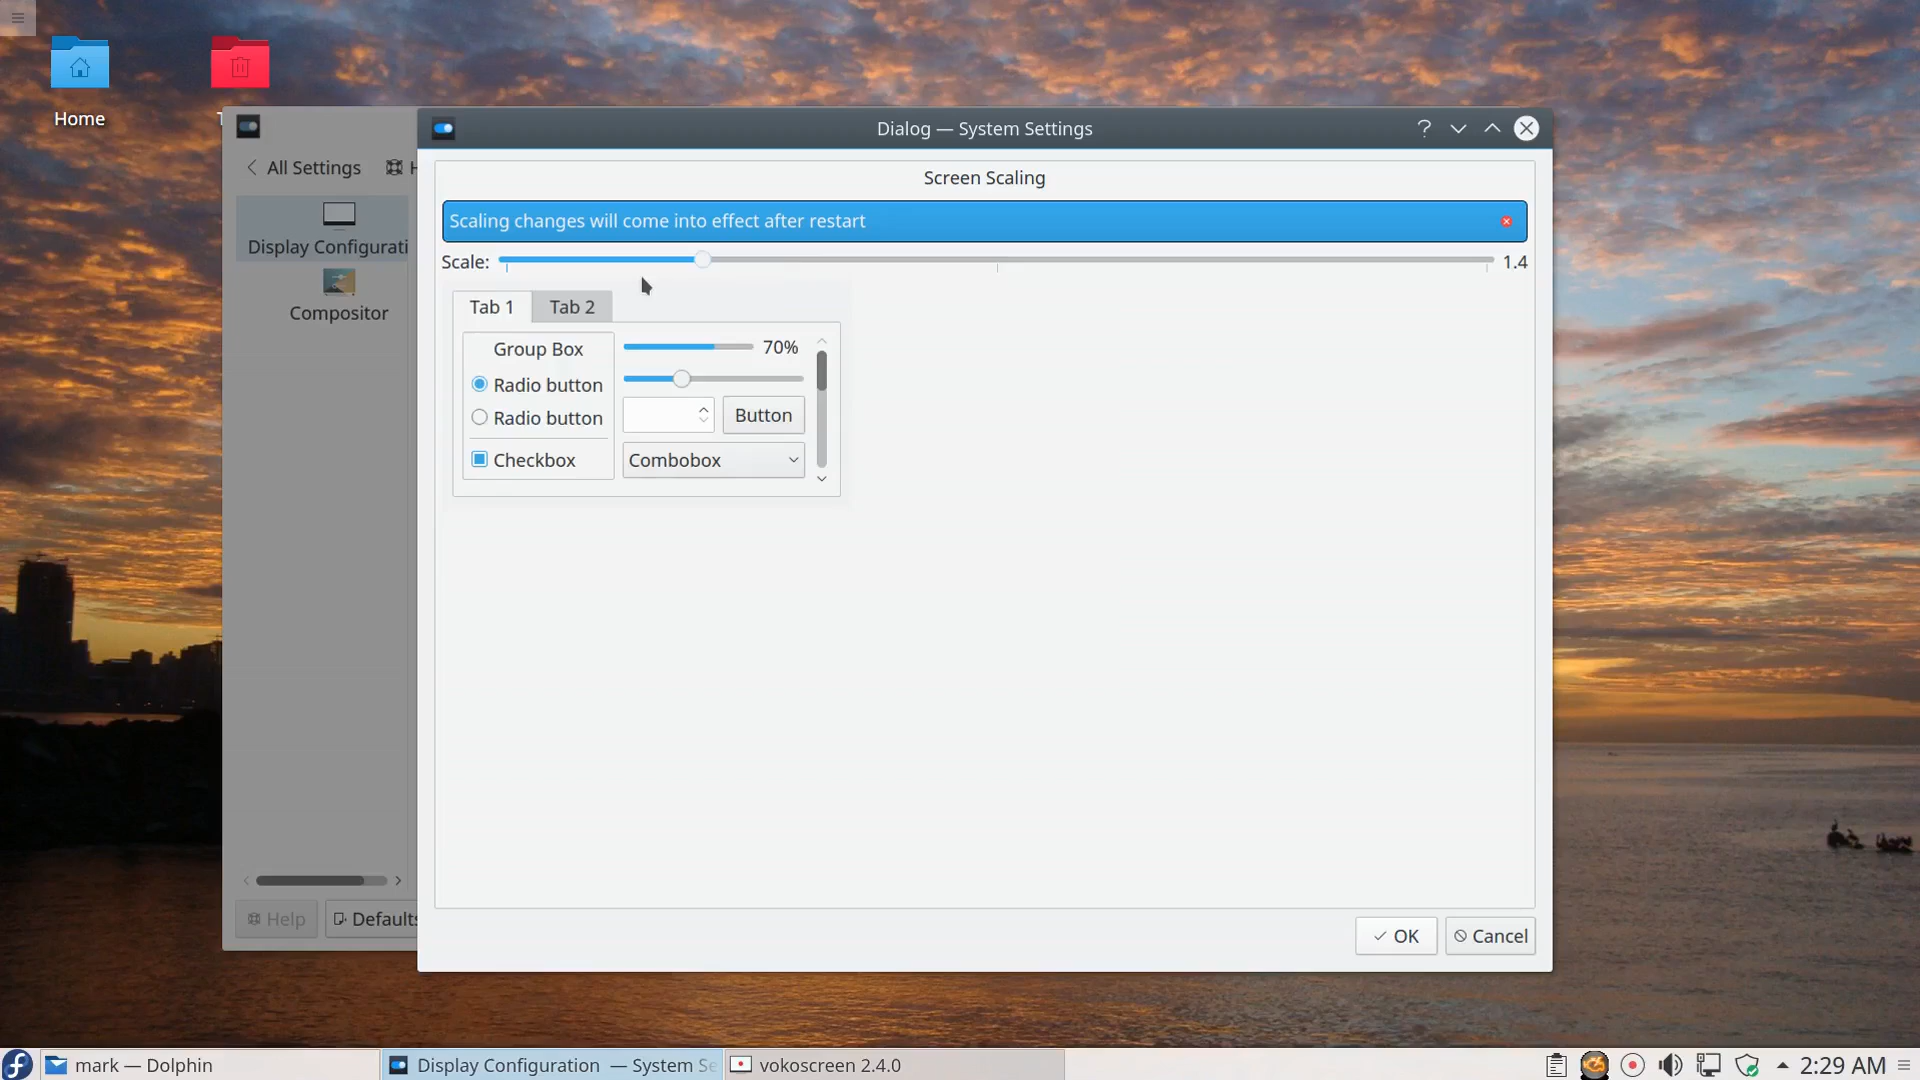 Home
T
Dialog — System Settings
All Settings
H
Display Configurati
Compositor
Screen Scaling
Scaling changes will come into effect after restart
Scale:
1.4
Tab 1
Tab 2
Group Box
70%
Radio button
Radio button
Button
Checkbox
Combobox
Help
Defaults
OK
Cancel
mark — Dolphin
Display Configuration — System Se
vokoscreen 2.4.0
2:29 AM